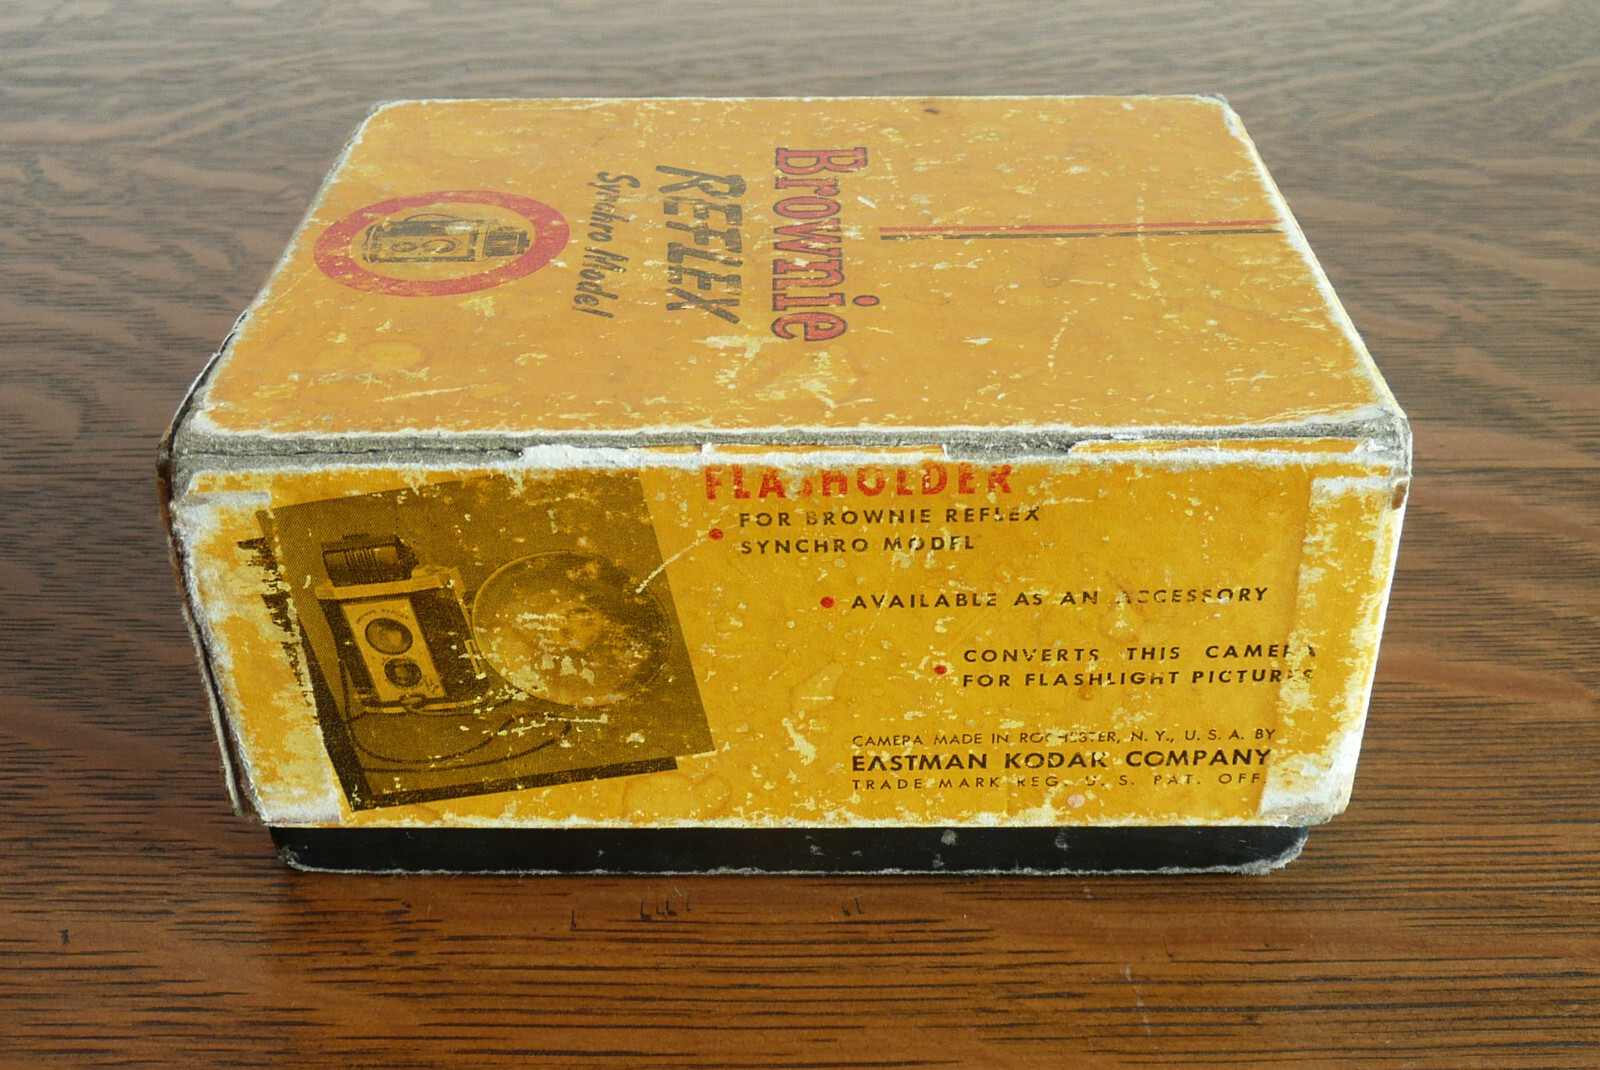 Brownie
REFLEX
Synchro Model
FLASHOLDER
FOR BROWNIE REFLEX
SYNCHRO MODEL
AVAILABLE AS AN ACCESSORY
CONVERTS THIS CAMERA
FOR FLASHLIGHT PICTURES
CAMERA MADE IN ROCHESTER, N. Y., U. S. A. BY
EASTMAN KODAK COMPANY
TRADE MARK REG. U. S. PAT. OFF.